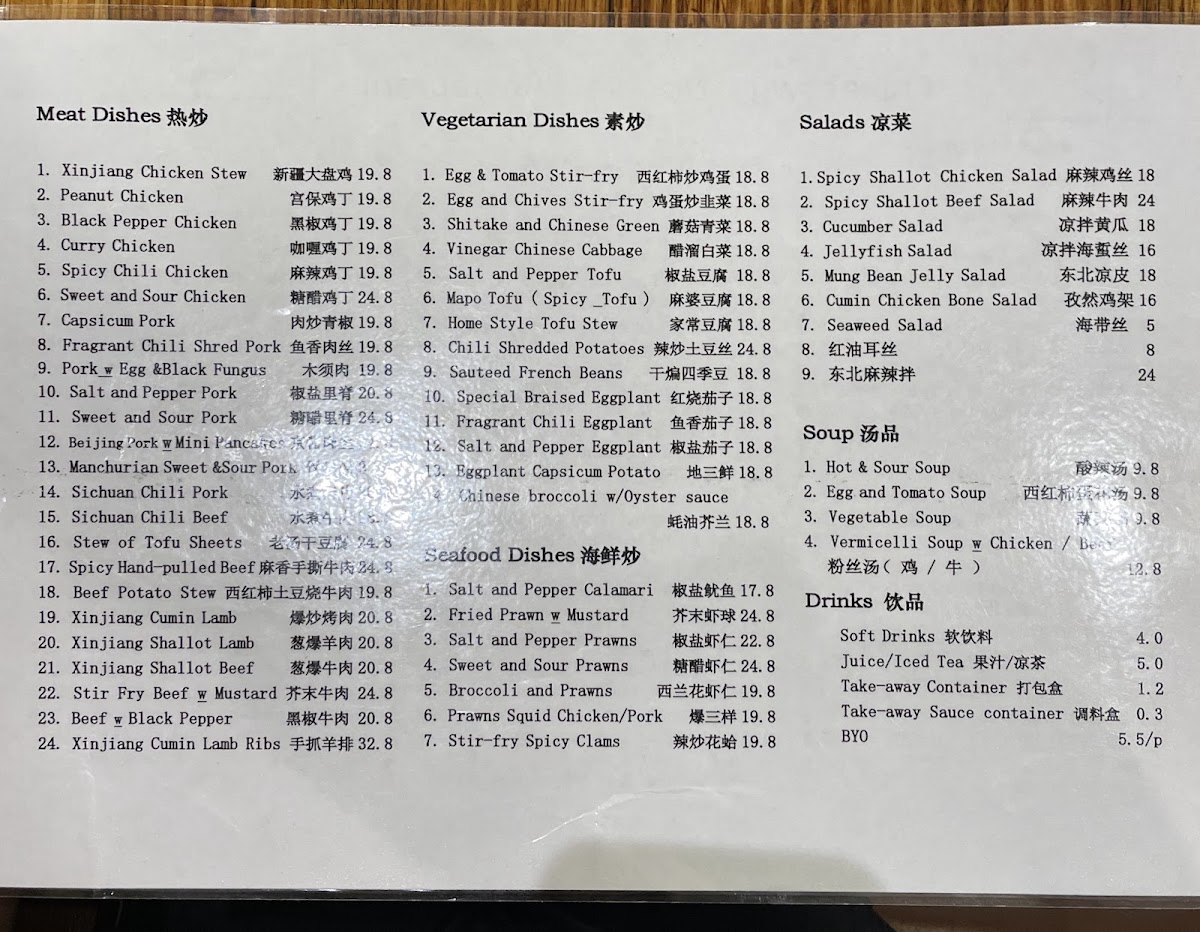 Meat Dishes 热炒
1. Xinjiang Chicken Stew 新疆大盘鸡 19.8
2. Peanut Chicken 宫保鸡丁 19.8
3. Black Pepper Chicken 黑椒鸡丁 19.8
4. Curry Chicken 咖喱鸡丁 19.8
5. Spicy Chili Chicken 麻辣鸡丁 19.8
6. Sweet and Sour Chicken 糖醋鸡丁 24.8
7. Capsicum Pork 肉炒青椒 19.8
8. Fragrant Chili Shred Pork 鱼香肉丝 19.8
9. Pork w Egg &Black Fungus 木须肉 19.8
10. Salt and Pepper Pork 椒盐里脊 20.8
11. Sweet and Sour Pork 糖醋里脊 24.8
12. Beijing Pork w Mini Pancakes
13. Manchurian Sweet &Sour Pork
14. Sichuan Chili Pork
15. Sichuan Chili Beef
16. Stew of Tofu Sheets 老汤干豆腐 24.8
17. Spicy Hand-pulled Beef 麻香手撕牛肉 24.8
18. Beef Potato Stew 西红柿土豆烧牛肉 19.8
19. Xinjiang Cumin Lamb 爆炒烤肉 20.8
20. Xinjiang Shallot Lamb 葱爆羊肉 20.8
21. Xinjiang Shallot Beef 葱爆牛肉 20.8
22. Stir Fry Beef w Mustard 芥末牛肉 24.8
23. Beef w Black Pepper 黑椒牛肉 20.8
24. Xinjiang Cumin Lamb Ribs 手抓羊排 32.8
Vegetarian Dishes 素炒
1. Egg & Tomato Stir-fry 西红柿炒鸡蛋 18.8
2. Egg and Chives Stir-fry 鸡蛋炒韭菜 18.8
3. Shitake and Chinese Green 蘑菇青菜 18.8
4. Vinegar Chinese Cabbage 醋溜白菜 18.8
5. Salt and Pepper Tofu 椒盐豆腐 18.8
6. Mapo Tofu ( Spicy _Tofu ) 麻婆豆腐 18.8
7. Home Style Tofu Stew 家常豆腐 18.8
8. Chili Shredded Potatoes 辣炒土豆丝 24.8
9. Sauteed French Beans 干煸四季豆 18.8
10. Special Braised Eggplant 红烧茄子 18.8
11. Fragrant Chili Eggplant 鱼香茄子 18.8
12. Salt and Pepper Eggplant 椒盐茄子 18.8
13. Eggplant Capsicum Potato 地三鲜 18.8
4 Chinese broccoli w/Oyster sauce
蚝油芥兰 18.8
Seafood Dishes 海鲜炒
1. Salt and Pepper Calamari 椒盐鱿鱼 17.8
2. Fried Prawn w Mustard 芥末虾球 24.8
3. Salt and Pepper Prawns 椒盐虾仁 22.8
4. Sweet and Sour Prawns 糖醋虾仁 24.8
5. Broccoli and Prawns 西兰花虾仁 19.8
6. Prawns Squid Chicken/Pork 爆三样 19.8
7. Stir-fry Spicy Clams 辣炒花蛤 19.8
Salads 凉菜
1. Spicy Shallot Chicken Salad 麻辣鸡丝 18
2. Spicy Shallot Beef Salad 麻辣牛肉 24
3. Cucumber Salad 凉拌黄瓜 18
4. Jellyfish Salad 凉拌海蜇丝 16
5. Mung Bean Jelly Salad 东北凉皮 18
6. Cumin Chicken Bone Salad 孜然鸡架 16
7. Seaweed Salad 海带丝 5
8. 红油耳丝 8
9. 东北麻辣拌 24
Soup 汤品
1. Hot & Sour Soup 酸辣汤 9.8
2. Egg and Tomato Soup 西红柿蛋花汤 9.8
3. Vegetable Soup 9.8
4. Vermicelli Soup w Chicken / Beef
粉丝汤( 鸡 / 牛 ) 12.8
Drinks 饮品
Soft Drinks 软饮料 4.0
Juice/Iced Tea 果汁/凉茶 5.0
Take-away Container 打包盒 1.2
Take-away Sauce container 调料盒 0.3
BYO 5.5/p